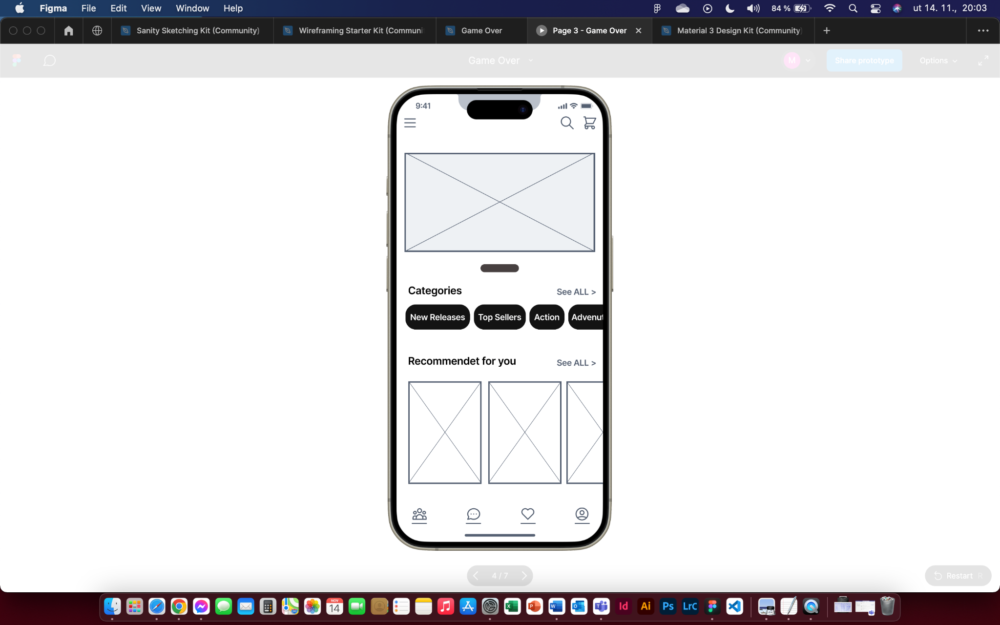 Figma File Edit View Window Help 84 % ut 14. 11., 20:03
Sanity Sketching Kit (Community) Wireframing Starter Kit (Communi Game Over Page 3 - Game Over Material 3 Design Kit (Community)
Game Over M Share prototype Options
9:41
Categories See ALL >
New Releases Top Sellers Action Advenut
Recommendet for you See ALL >
4 / 7 Restart R
NOV
14
Id Ai Ps LrC